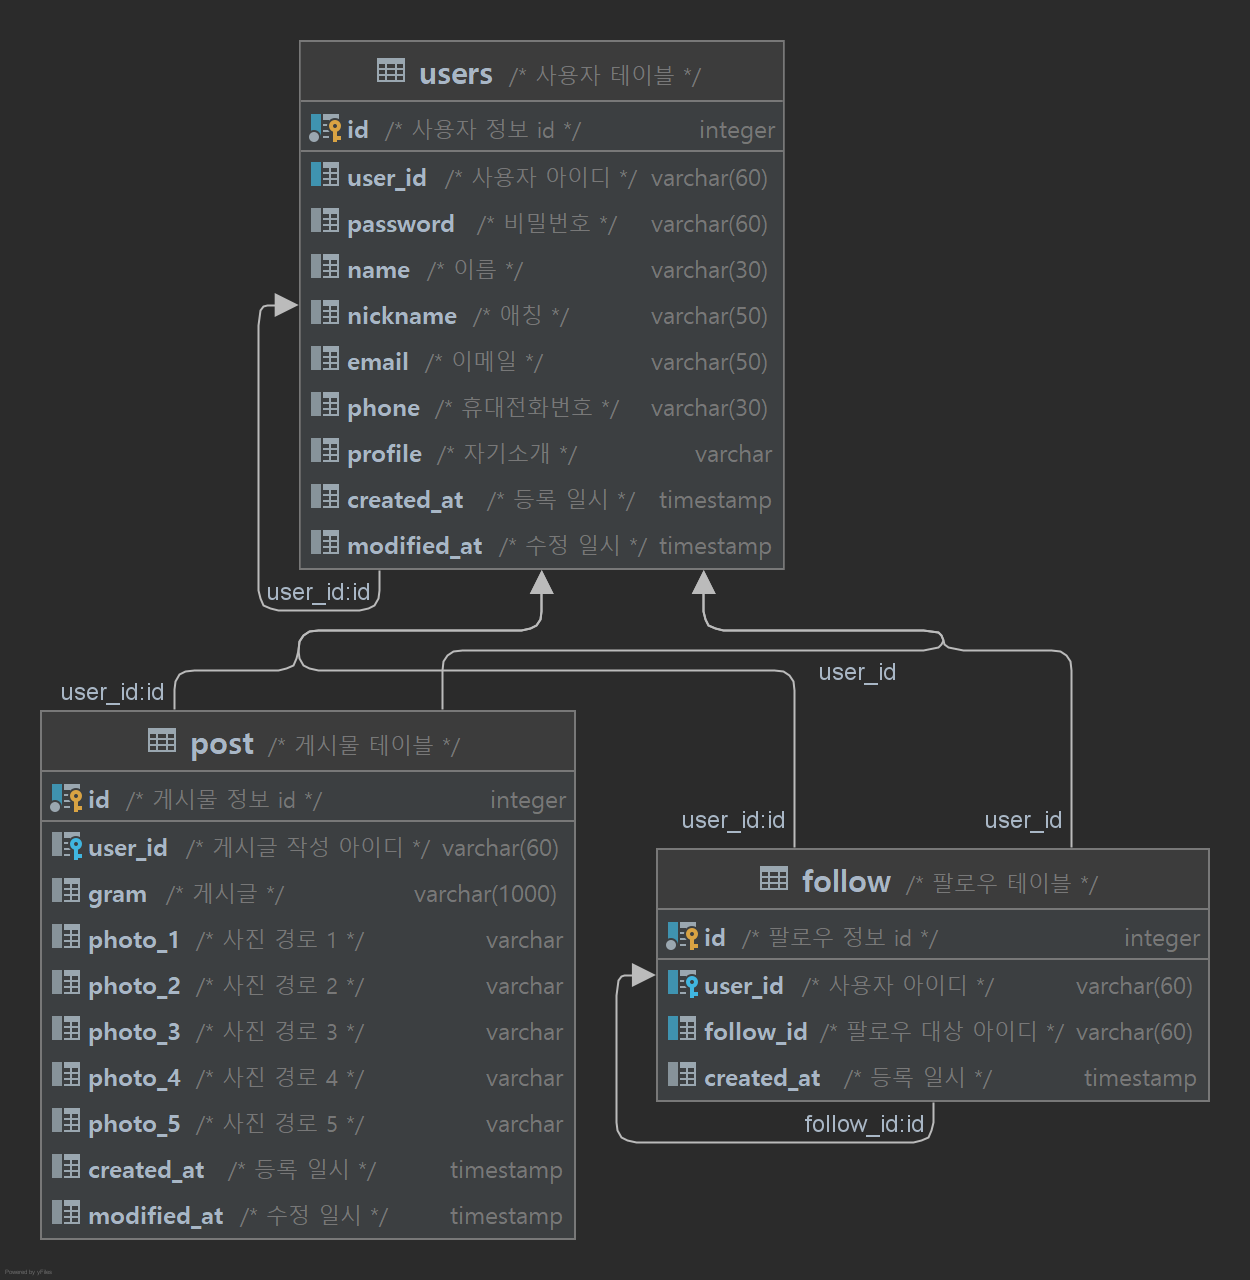 users /* 사용자 테이블 */
id /* 사용자 정보 id */ integer
user_id /* 사용자 아이디 */ varchar(60)
password /* 비밀번호 */ varchar(60)
name /* 이름 */ varchar(30)
nickname /* 애칭 */ varchar(50)
email /* 이메일 */ varchar(50)
phone /* 휴대전화번호 */ varchar(30)
profile /* 자기소개 */ varchar
created_at /* 등록 일시 */ timestamp
modified_at /* 수정 일시 */ timestamp
user_id:id
user_id
user_id:id
post /* 게시물 테이블 */
id /* 게시물 정보 id */ integer
user_id /* 게시글 작성 아이디 */ varchar(60)
gram /* 게시글 */ varchar(1000)
photo_1 /* 사진 경로 1 */ varchar
photo_2 /* 사진 경로 2 */ varchar
photo_3 /* 사진 경로 3 */ varchar
photo_4 /* 사진 경로 4 */ varchar
photo_5 /* 사진 경로 5 */ varchar
created_at /* 등록 일시 */ timestamp
modified_at /* 수정 일시 */ timestamp
user_id:id
user_id
follow /* 팔로우 테이블 */
id /* 팔로우 정보 id */ integer
user_id /* 사용자 아이디 */ varchar(60)
follow_id /* 팔로우 대상 아이디 */ varchar(60)
created_at /* 등록 일시 */ timestamp
follow_id:id
Powered by yFiles